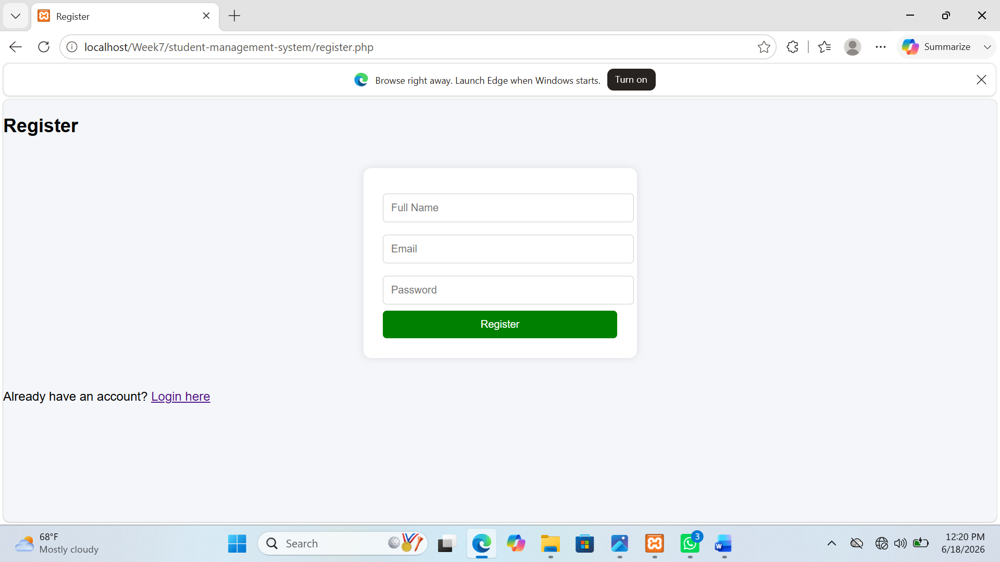 Register
localhost/Week7/student-management-system/register.php
Summarize
Browse right away. Launch Edge when Windows starts.
Turn on
Register
Full Name
Email
Password
Register
Already have an account? Login here
68°F
Mostly cloudy
Search
W
3
12:20 PM
6/18/2026